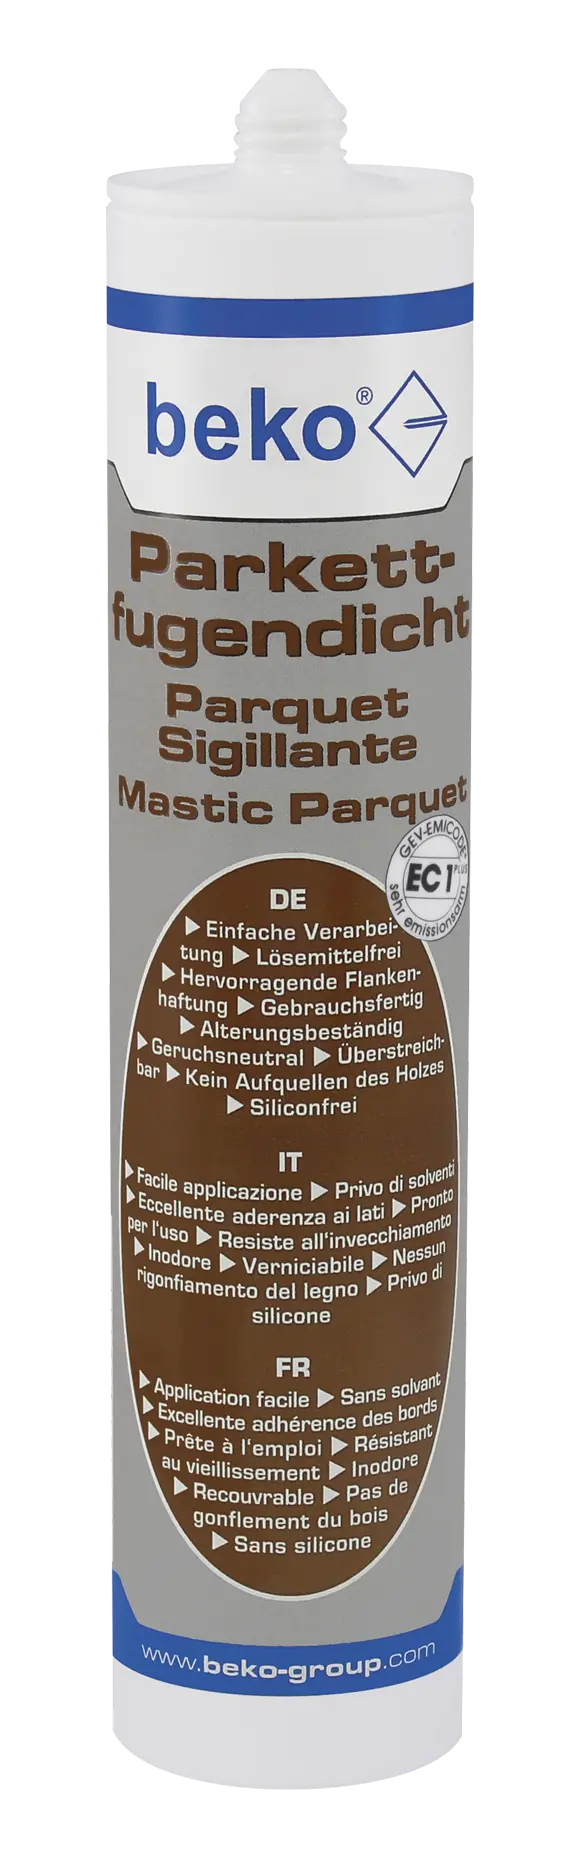 beko®
Parkett-
fugendicht
Parquet
Sigillante
Mastic Parquet
GEV-EMICODE®
EC 1 PLUS
sehr emissionsarm
DE
▶ Einfache Verarbei-
tung ▶ Lösemittelfrei
▶ Hervorragende Flanken-
haftung ▶ Gebrauchsfertig
▶ Alterungsbeständig
▶ Geruchsneutral ▶ Überstreich-
bar ▶ Kein Aufquellen des Holzes
▶ Siliconfrei
IT
▶ Facile applicazione ▶ Privo di solventi
▶ Eccellente aderenza ai lati ▶ Pronto
per l'uso ▶ Resiste all'invecchiamento
▶ Inodore ▶ Verniciabile ▶ Nessun
rigonfiamento del legno ▶ Privo di
silicone
FR
▶ Application facile ▶ Sans solvant
▶ Excellente adhérence des bords
▶ Prête à l'emploi ▶ Résistant
au vieillissement ▶ Inodore
▶ Recouvrable ▶ Pas de
gonflement du bois
▶ Sans silicone
www.beko-group.com